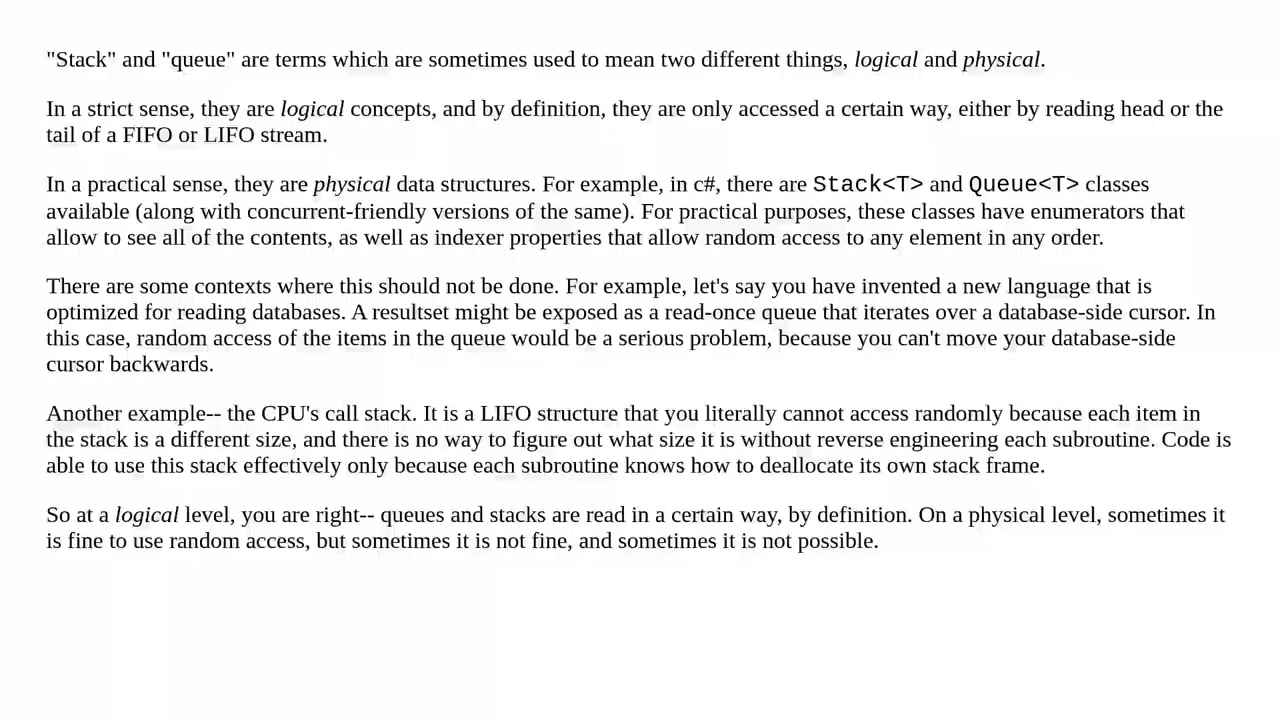 "Stack" and "queue" are terms which are sometimes used to mean two different things, logical and physical.
In a strict sense, they are logical concepts, and by definition, they are only accessed a certain way, either by reading head or the
tail of a FIFO or LIFO stream.
In a practical sense, they are physical data structures. For example, in c#, there are Stack<T> and Queue<T> classes
available (along with concurrent-friendly versions of the same). For practical purposes, these classes have enumerators that
allow to see all of the contents, as well as indexer properties that allow random access to any element in any order.
There are some contexts where this should not be done. For example, let's say you have invented a new language that is
optimized for reading databases. A resultset might be exposed as a read-once queue that iterates over a database-side cursor. In
this case, random access of the items in the queue would be a serious problem, because you can't move your database-side
cursor backwards.
Another example-- the CPU's call stack. It is a LIFO structure that you literally cannot access randomly because each item in
the stack is a different size, and there is no way to figure out what size it is without reverse engineering each subroutine. Code is
able to use this stack effectively only because each subroutine knows how to deallocate its own stack frame.
So at a logical level, you are right-- queues and stacks are read in a certain way, by definition. On a physical level, sometimes it
is fine to use random access, but sometimes it is not fine, and sometimes it is not possible.